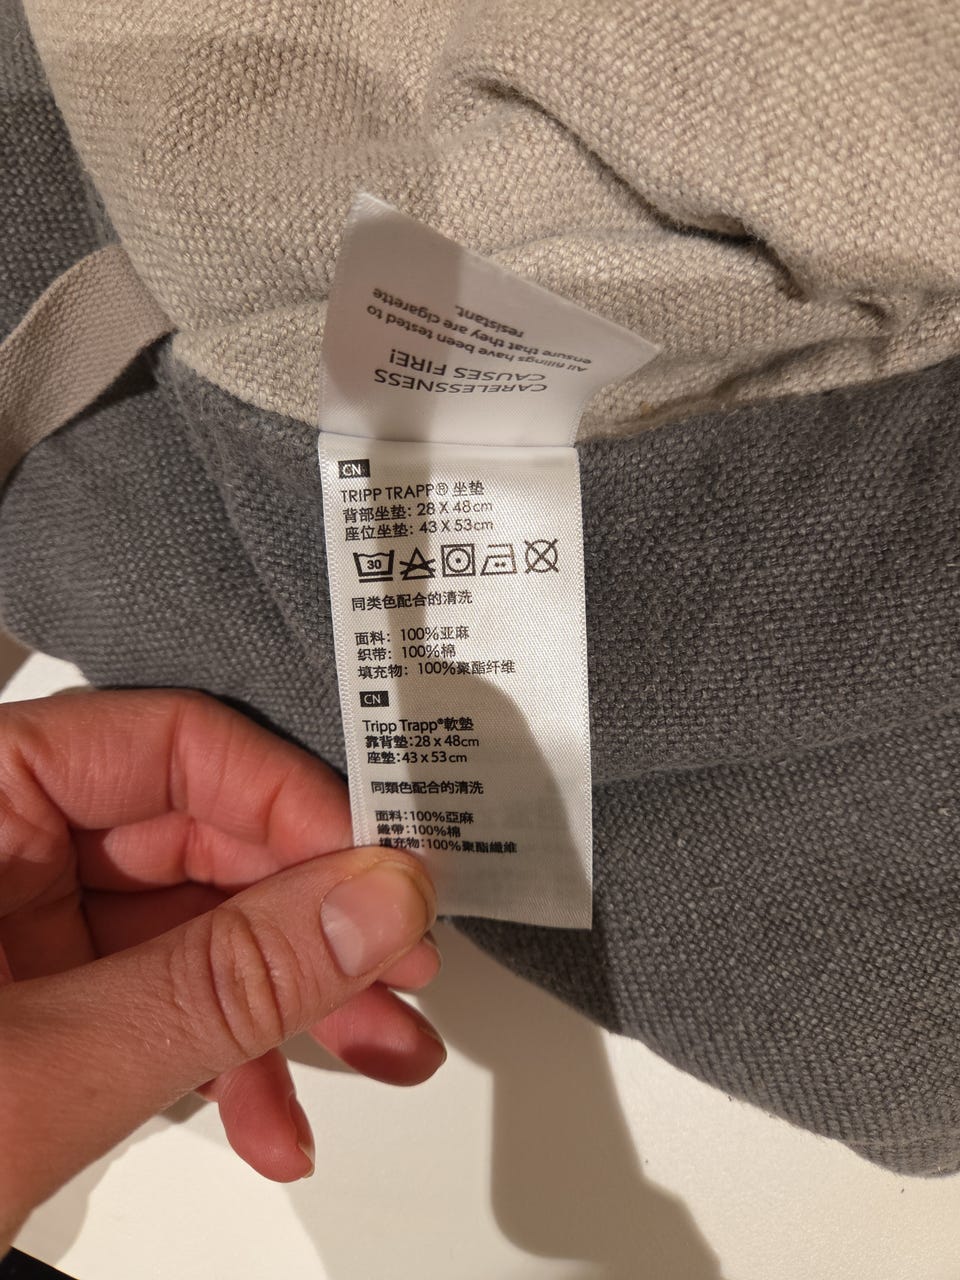 CARELESSNESS
CAUSES FIRE!
All fillings have been tested to
ensure that they are cigarette
resistant.
CN
TRIPP TRAPP® 坐垫
背部坐垫: 28 X 48cm
座位坐垫: 43 X 53cm
30
同类色配合的清洗
面料: 100%亚麻
织带: 100%棉
填充物: 100%聚酯纤维
CN
Tripp Trapp®軟墊
靠背墊:28 x 48cm
座墊:43 x 53cm
同類色配合的清洗
面料:100%亞麻
織帶:100%棉
填充物:100%聚酯纖維